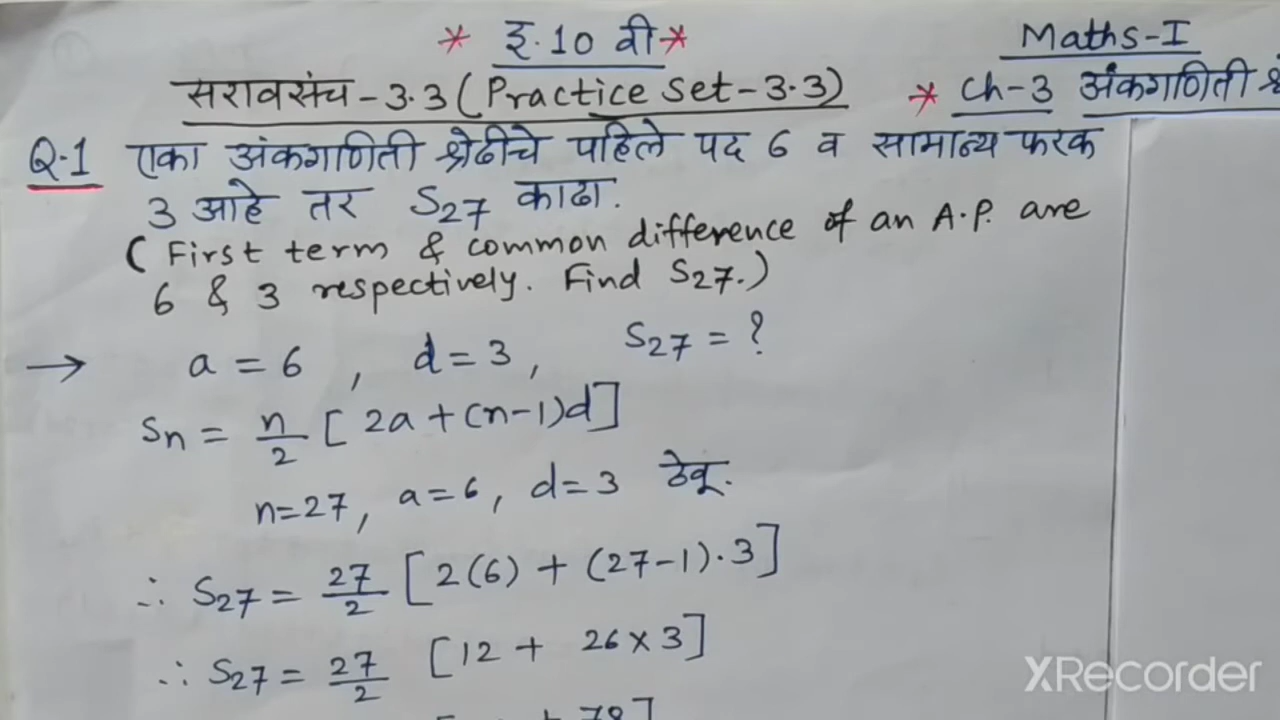 * इ.10 वी *
Maths-I
सरावसंच-3.3 (Practice Set-3.3)
* Ch-3 अंकगणिती
Q.1 एका अंकगणिती श्रेढीचे पहिले पद 6 व सामान्य फरक
3 आहे तर S27 काढा.
(First term & common difference of an A.P. are
6 & 3 respectively. Find S27.)
→ a = 6 , d = 3 , S27 = ?
Sn = n/2 [2a + (n-1)d]
n=27, a=6, d=3 ठेवू.
∴ S27 = 27/2 [2(6) + (27-1)·3]
∴ S27 = 27/2 [12 + 26×3]
+ 78]
XRecorder